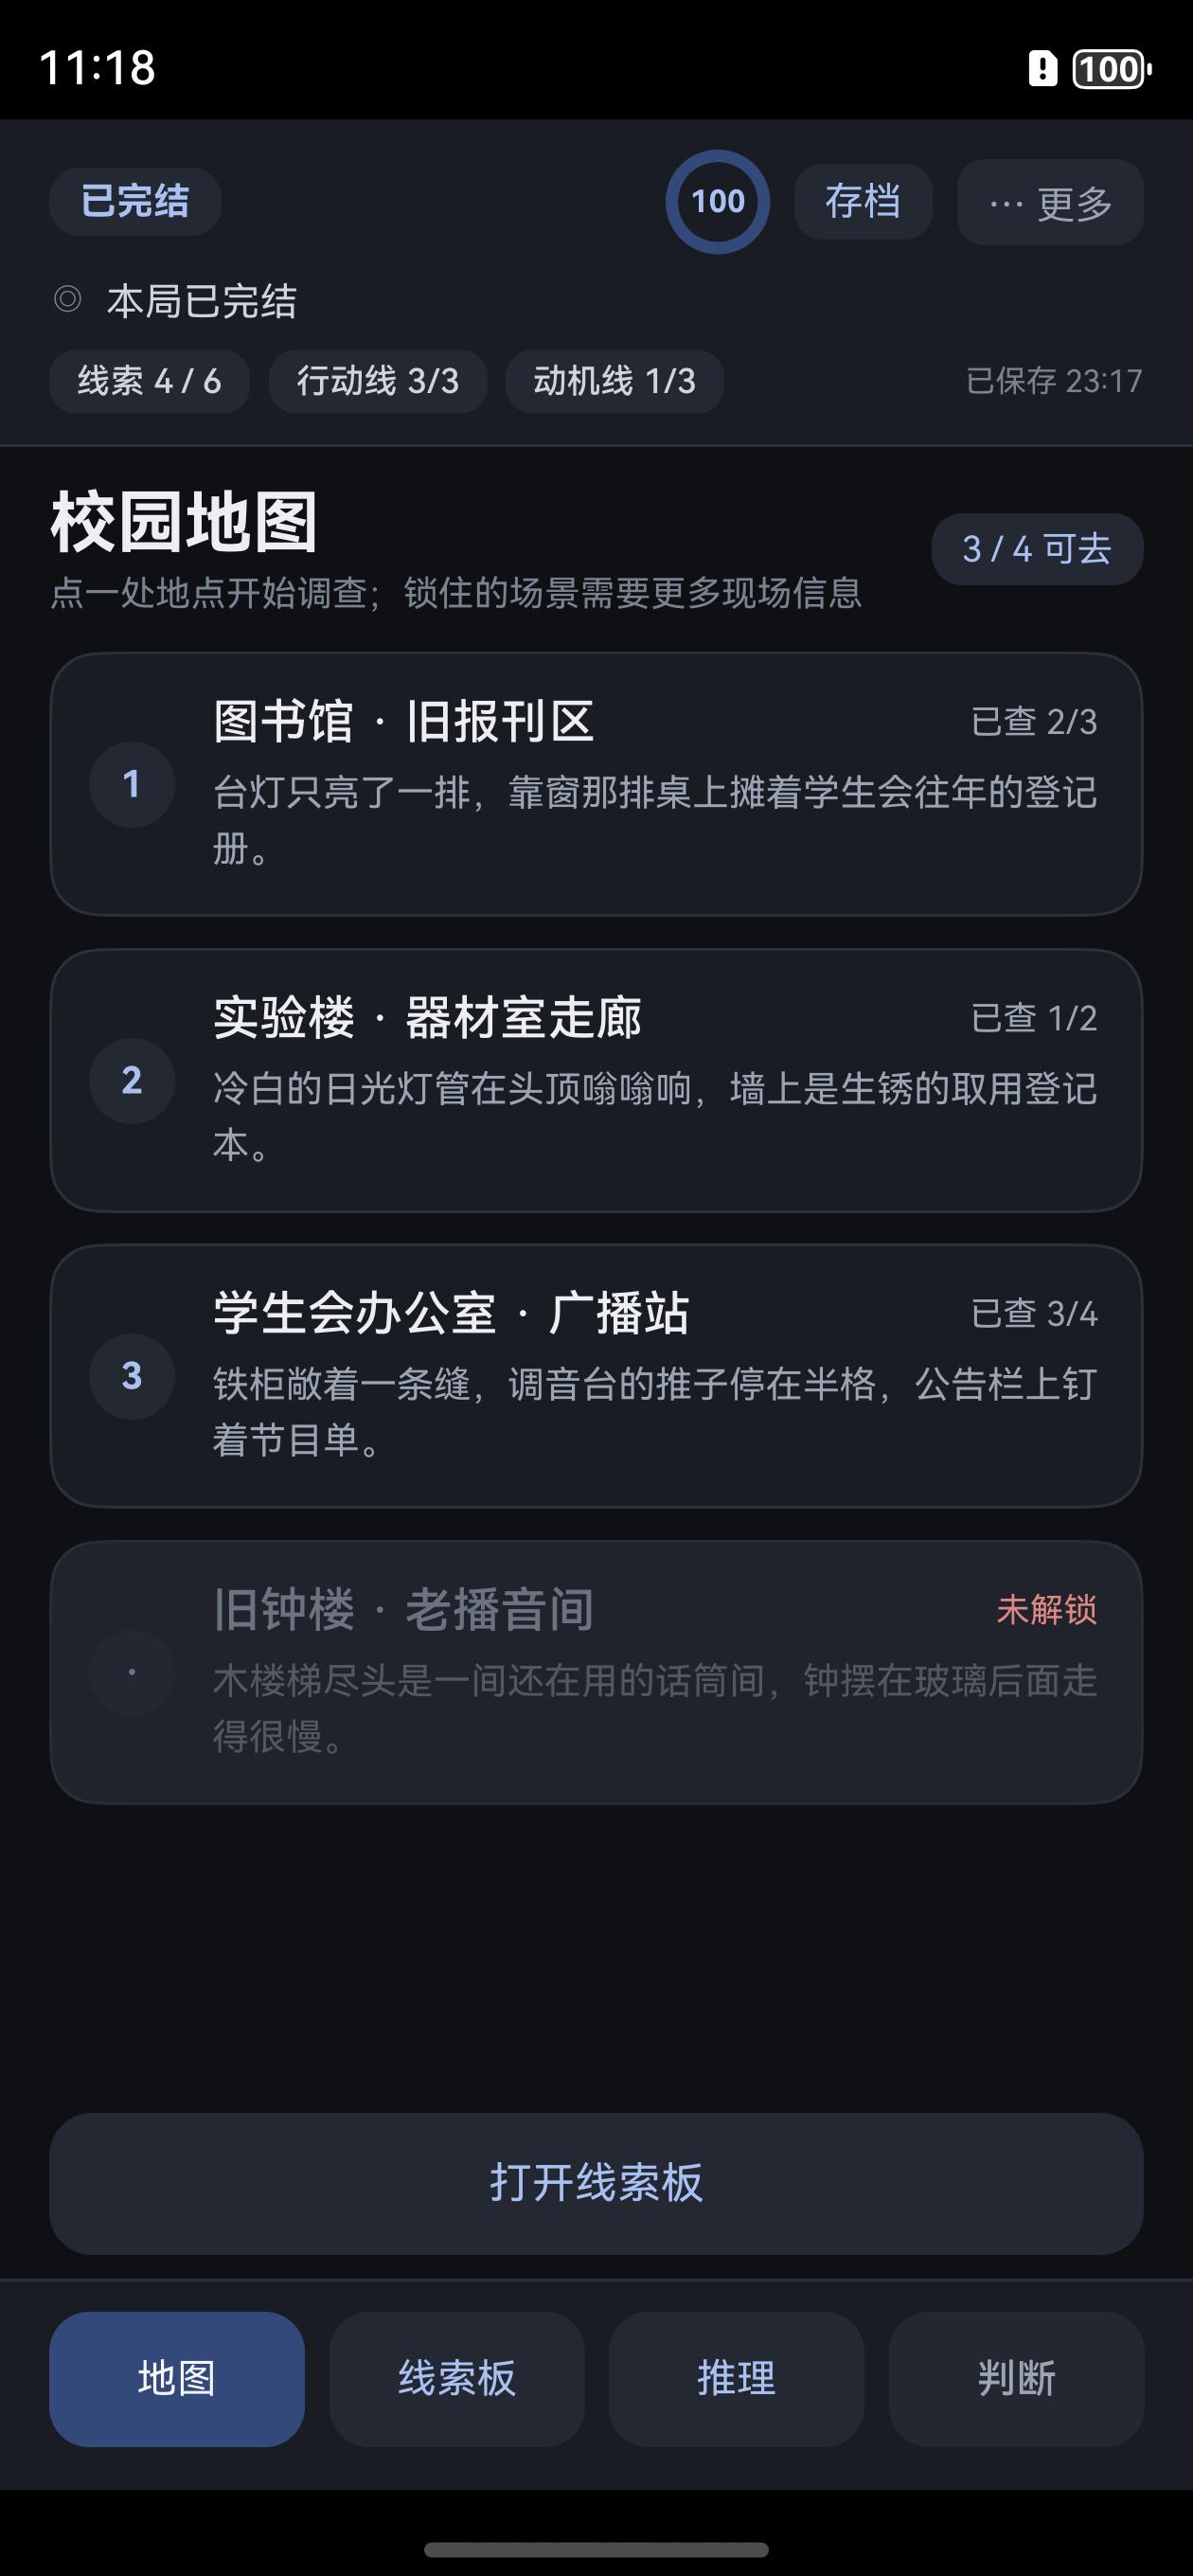 11:18
100
已完结
100
存档
··· 更多
◎ 本局已完结
线索 4 / 6
行动线 3/3
动机线 1/3
已保存 23:17
校园地图
3 / 4 可去
点一处地点开始调查；锁住的场景需要更多现场信息
1
图书馆 · 旧报刊区
已查 2/3
台灯只亮了一排，靠窗那排桌上摊着学生会往年的登记
册。
2
实验楼 · 器材室走廊
已查 1/2
冷白的日光灯管在头顶嗡嗡响，墙上是生锈的取用登记
本。
3
学生会办公室 · 广播站
已查 3/4
铁柜敞着一条缝，调音台的推子停在半格，公告栏上钉
着节目单。
·
旧钟楼 · 老播音间
未解锁
木楼梯尽头是一间还在用的话筒间，钟摆在玻璃后面走
得很慢。
打开线索板
地图
线索板
推理
判断